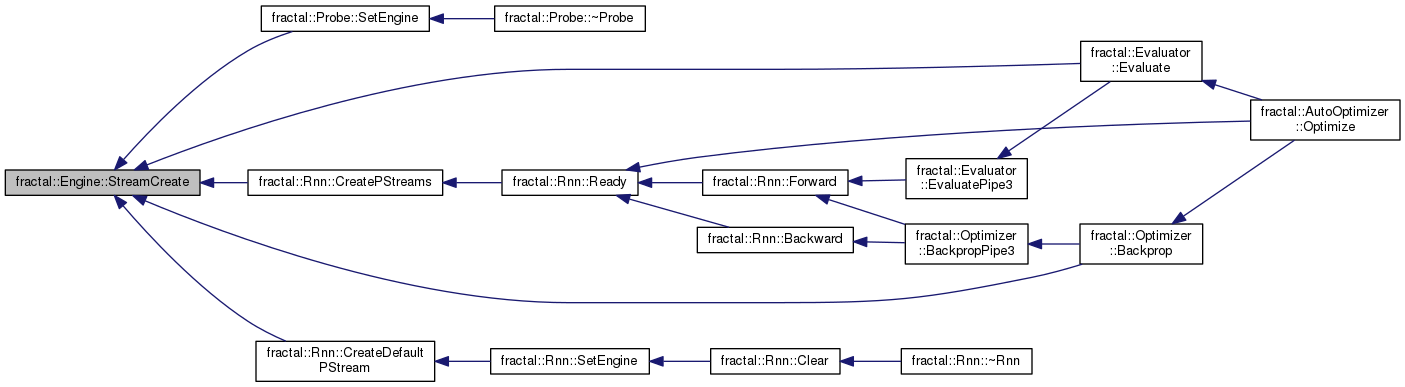 fractal::Probe::SetEngine
fractal::Probe::~Probe
fractal::Evaluator
::Evaluate
fractal::AutoOptimizer
::Optimize
fractal::Engine::StreamCreate
fractal::Rnn::CreatePStreams
fractal::Rnn::Ready
fractal::Rnn::Forward
fractal::Evaluator
::EvaluatePipe3
fractal::Rnn::Backward
fractal::Optimizer
::BackpropPipe3
fractal::Optimizer
::Backprop
fractal::Rnn::CreateDefault
PStream
fractal::Rnn::SetEngine
fractal::Rnn::Clear
fractal::Rnn::~Rnn